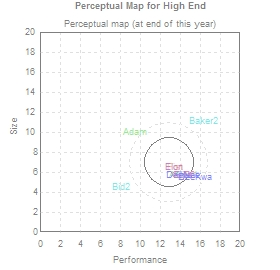 Perceptual Map for High End
Perceptual map (at end of this year)
20
18
16
14
12
10
8
6
4
2
0
Size
Baker2
Adam
Elon
Bid2
0 2 4 6 8 10 12 14 16 18 20
Performance